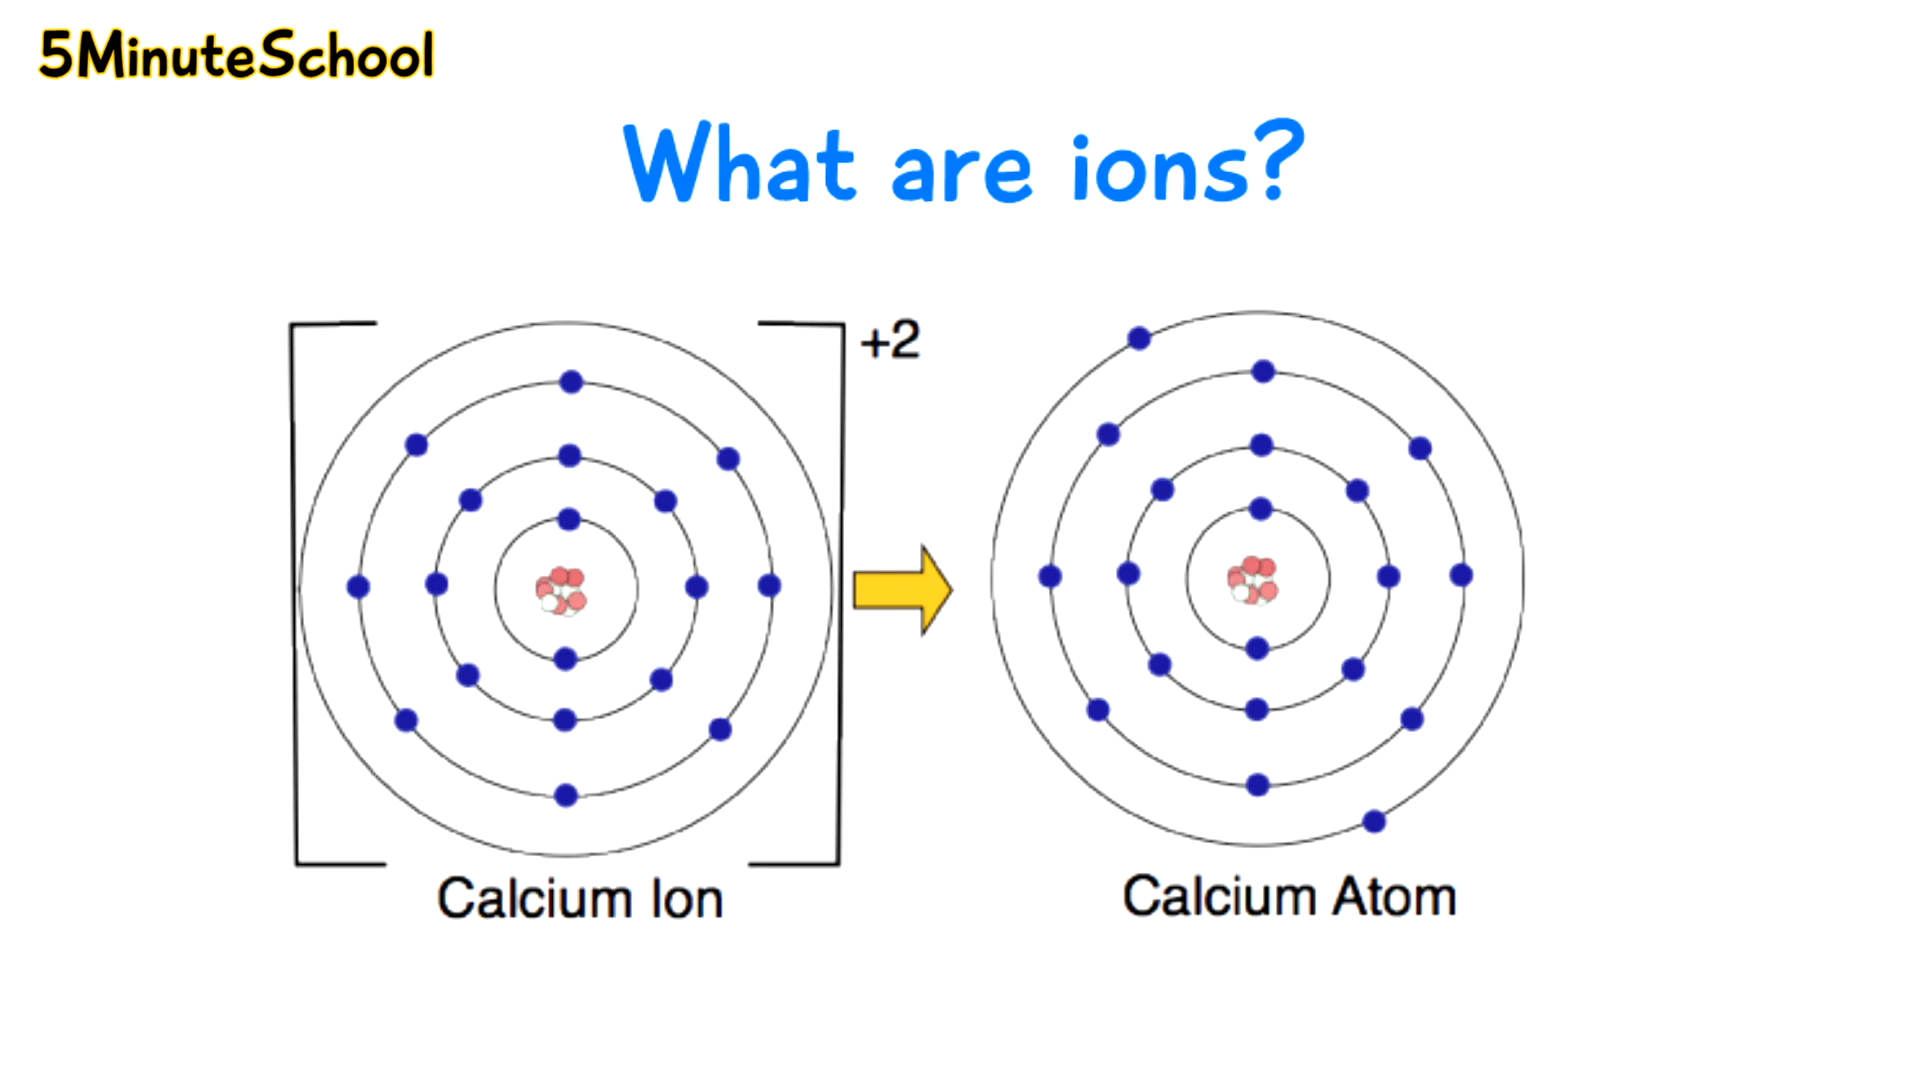 5MinuteSchool
What are ions?
+2
Calcium Ion
Calcium Atom